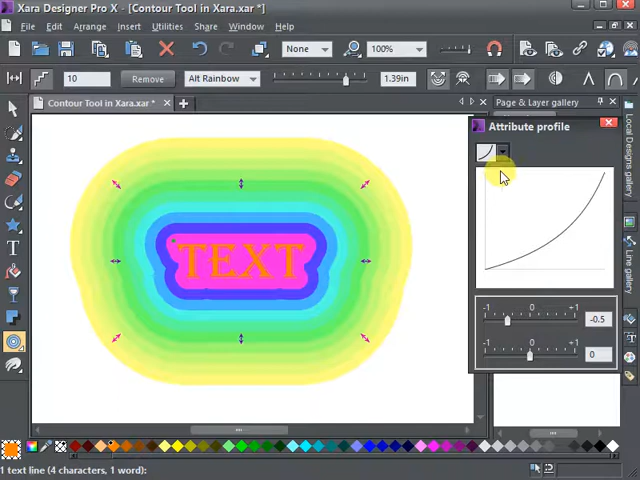 Xara Designer Pro X - [Contour Tool in Xara.xar *]
File Edit Arrange Insert Utilities Share Window Help
None 100%
10 Remove Alt Rainbow 1.39in
Contour Tool in Xara.xar * Page & Layer gallery
Attribute profile
Local Designs gallery
Line gallery
TEXT
-1 0 +1
-0.5
-1 0 +1
0
1 text line (4 characters, 1 word):